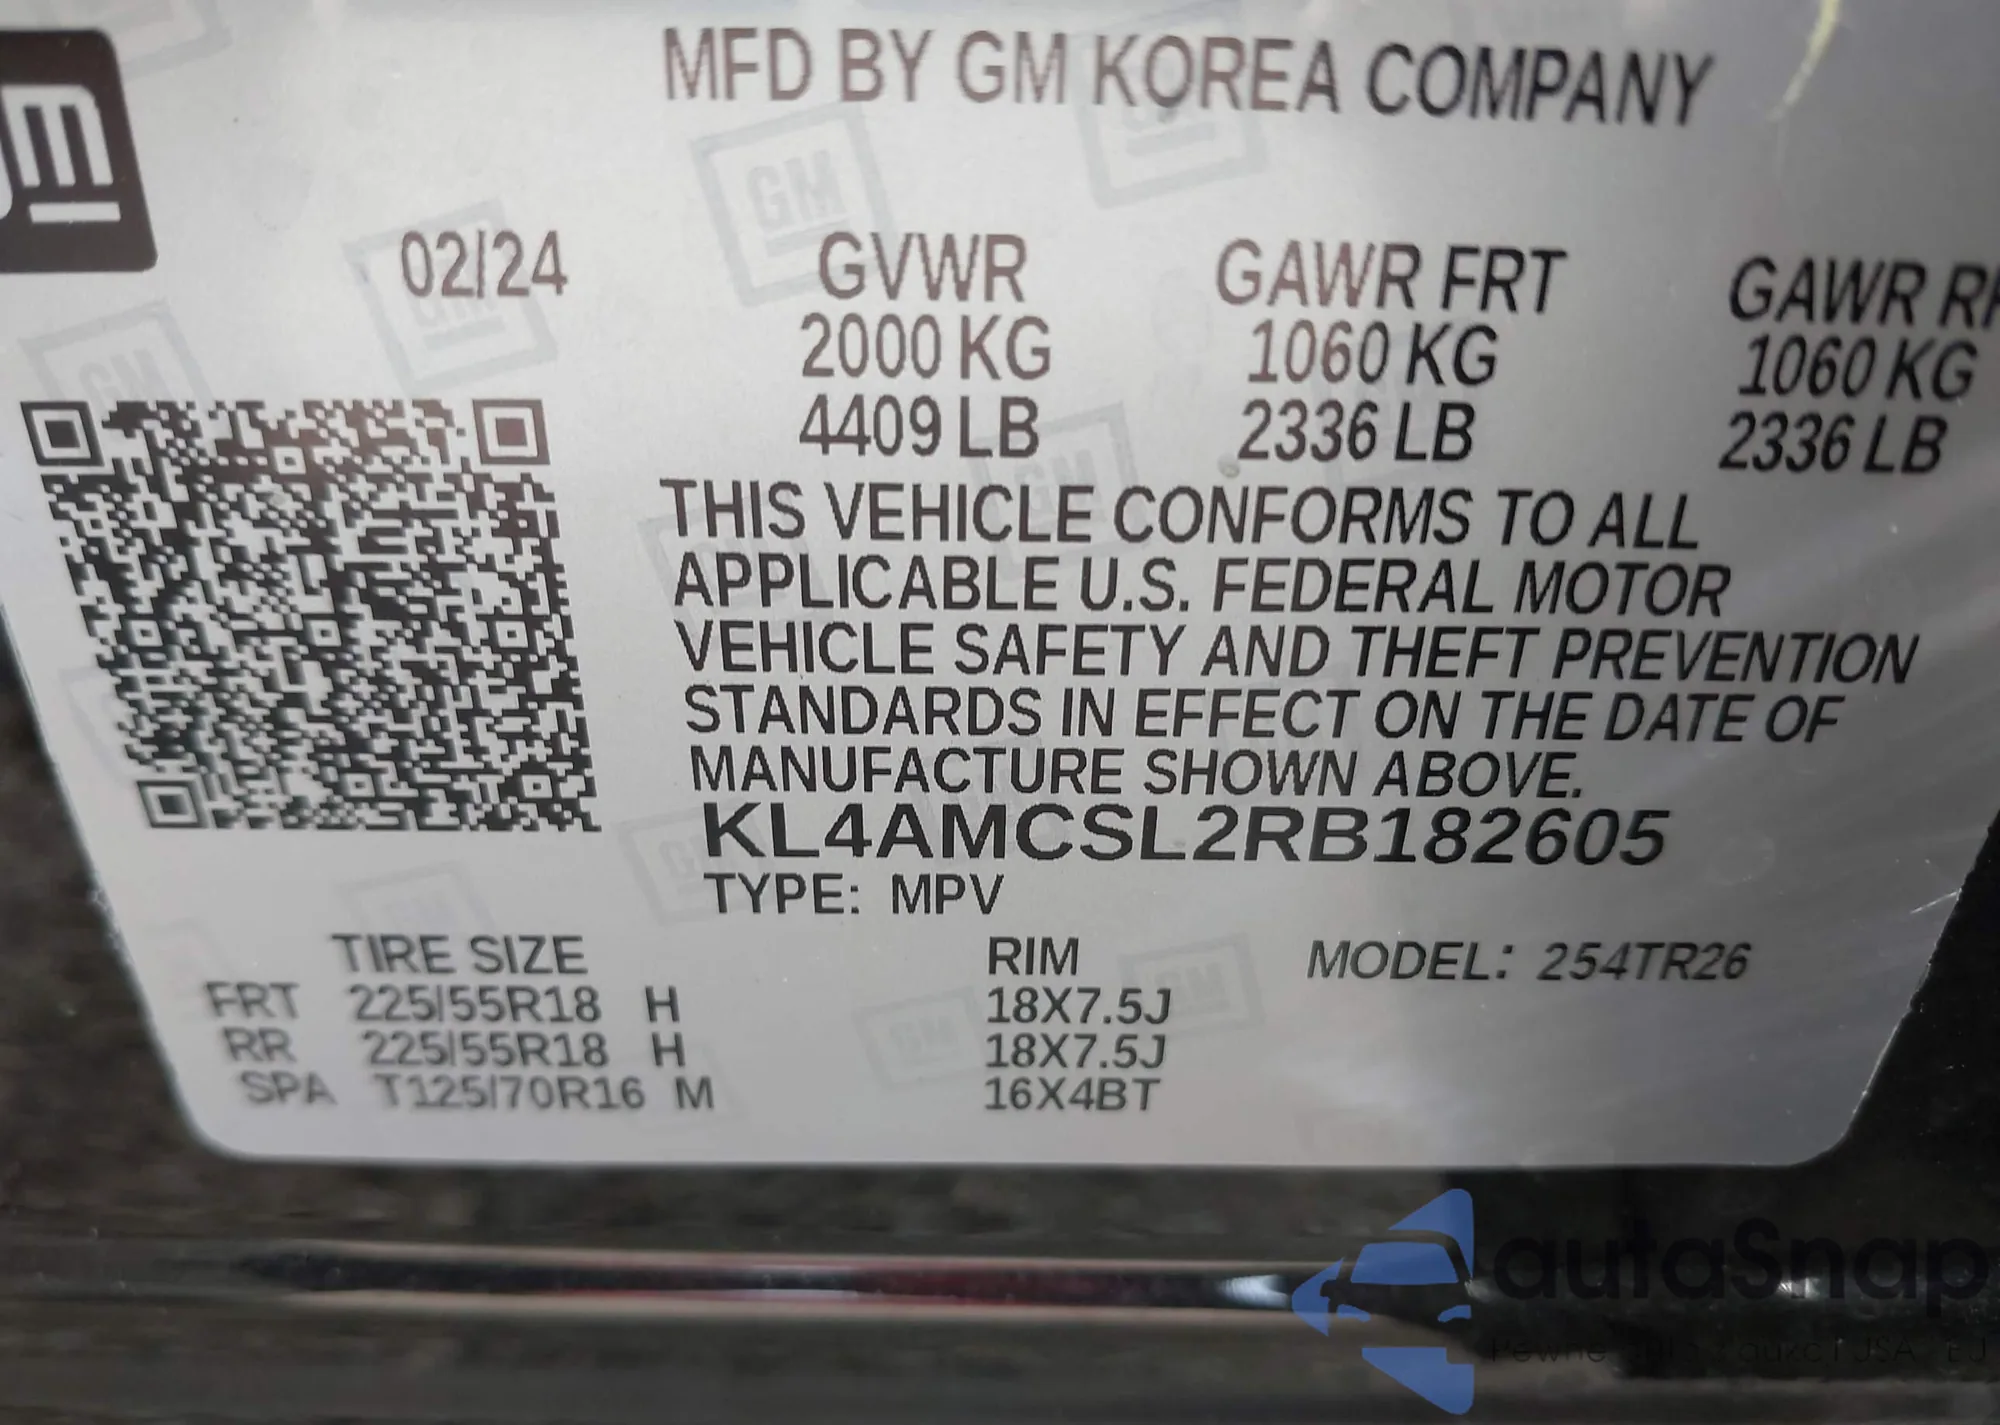 GM
MFD BY GM KOREA COMPANY
02/24 GVWR GAWR FRT GAWR
2000 KG 1060 KG 1060 KG
4409 LB 2336 LB 2336 LB
THIS VEHICLE CONFORMS TO ALL
APPLICABLE U.S. FEDERAL MOTOR
VEHICLE SAFETY AND THEFT PREVENTION
STANDARDS IN EFFECT ON THE DATE OF
MANUFACTURE SHOWN ABOVE.
KL4AMCSL2RB182605
TYPE: MPV
TIRE SIZE RIM MODEL: 254TR26
FRT 225/55R18 H 18X7.5J
RR 225/55R18 H 18X7.5J
SPA T125/70R16 M 16X4BT
autaSnap